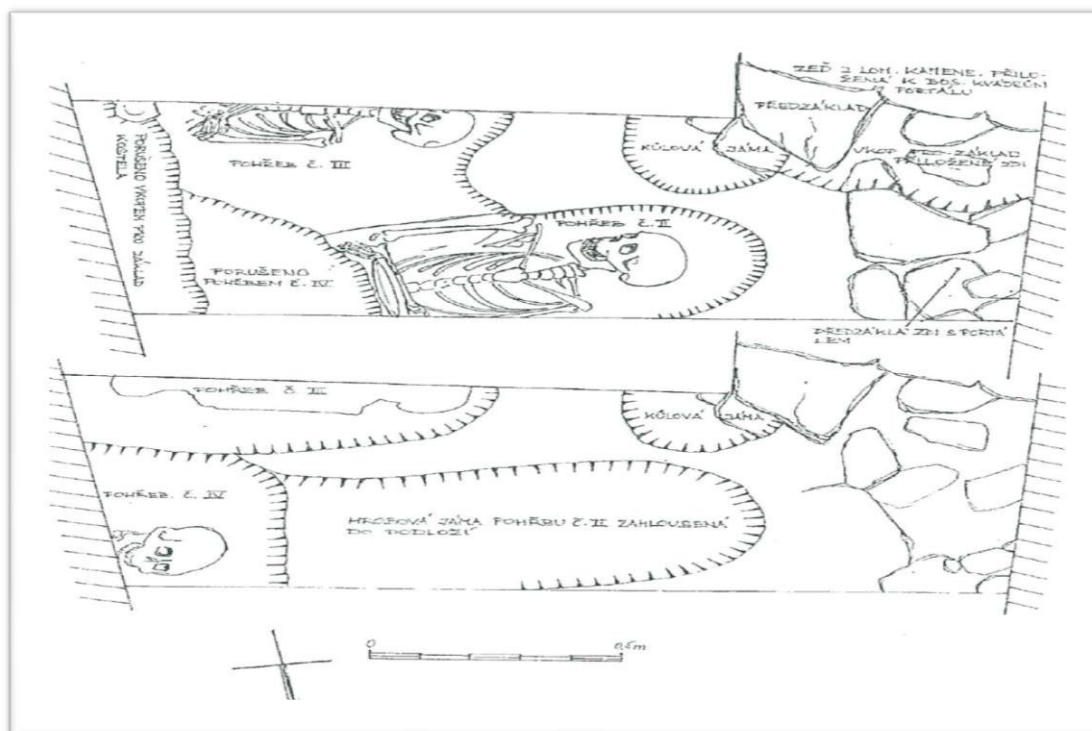 ZEĎ Z LOM. KAMENE, PŘILO-
ŽENÁ K BOS. KVÁDRŮM
PORTÁLU
PŘEDZÁKLAD
PORUŠENO VKOPEM PRO ZÁKLAD
KOSTELA
POHŘEB Č. III
KŮLOVÁ JÁMA
VKOP PRO ZÁKLAD
PŘILOŽENÉ ZDI
POHŘEB Č. II
PORUŠENO
POHŘBEM Č. IV
PŘEDZÁKLAD ZDI S PORTÁ
LEM
POHŘEB Č. III
KŮLOVÁ JÁMA
POHŘEB. Č. IV
HROBOVÁ JÁMA POHŘBU Č. II ZAHLOUBENÁ
DO PODLOŽÍ
0 0,5m